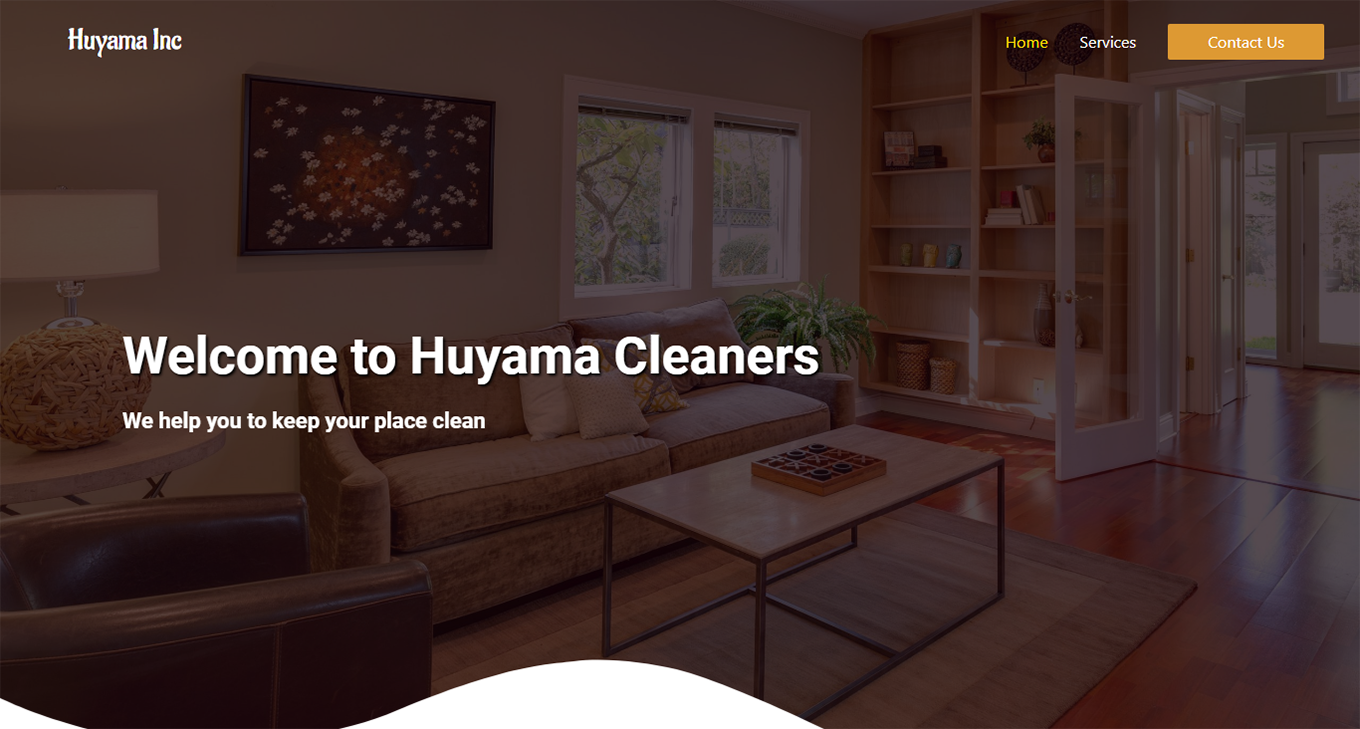 Huyama Inc
Home Services Contact Us
Welcome to Huyama Cleaners
We help you to keep your place clean